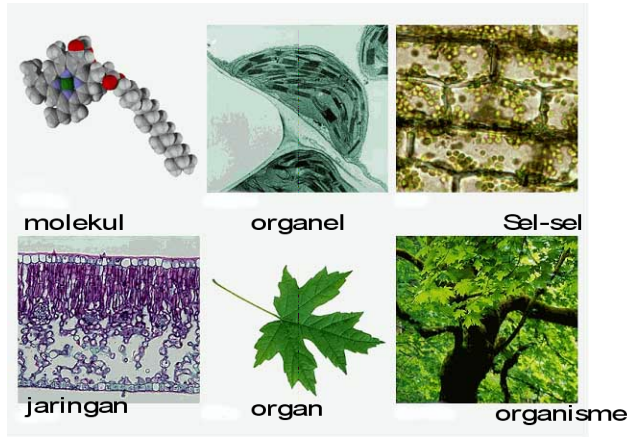 molekul
organel
Sel-sel
jaringan
organ
organisme